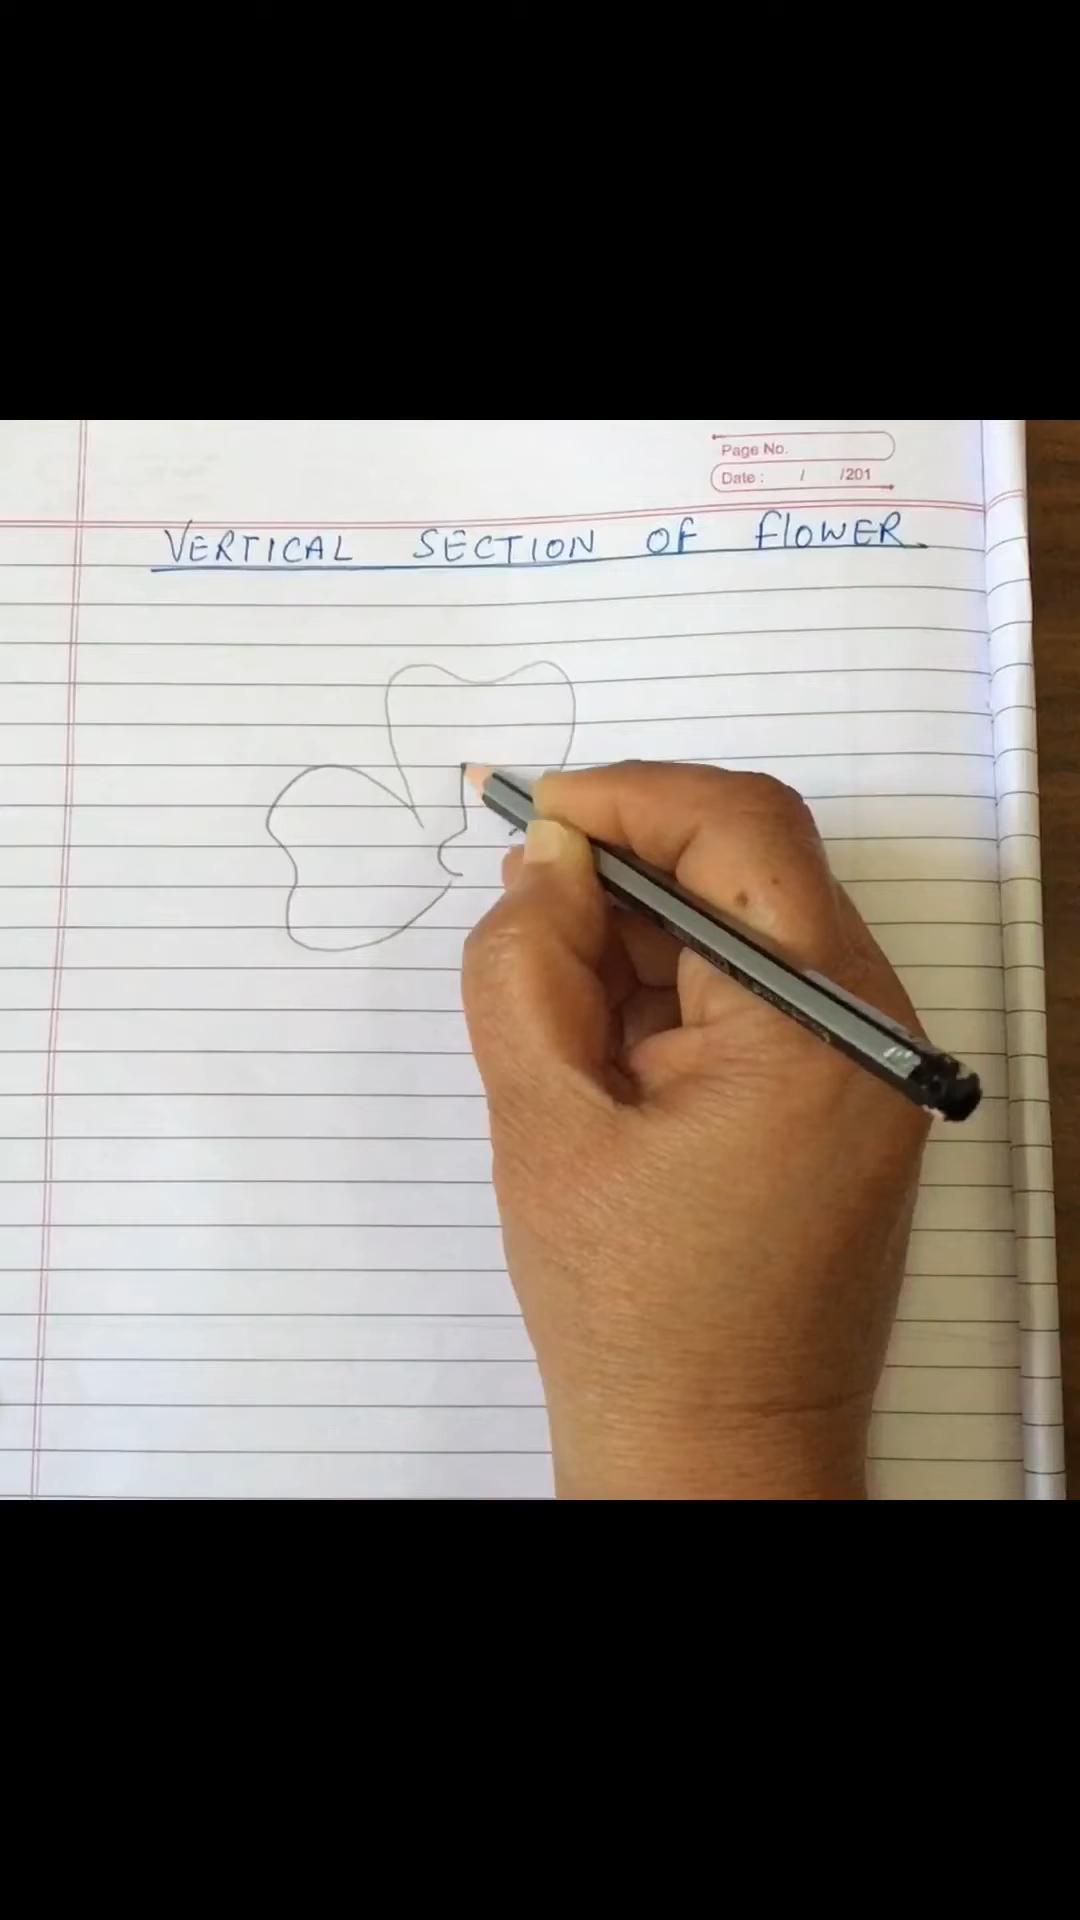 Page No.
Date : / /201
VERTICAL SECTION OF flOWER